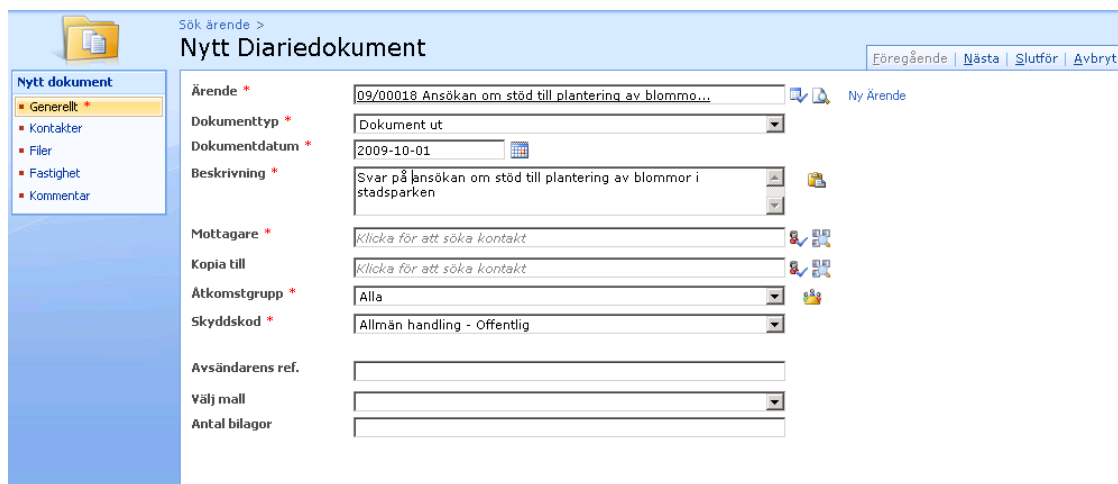 Sök ärende >
Nytt Diariedokument
Föregående | Nästa | Slutför | Avbryt
Nytt dokument
Generellt *
Kontakter
Filer
Fastighet
Kommentar
Ärende * 09/00018 Ansökan om stöd till plantering av blommo... Ny Ärende
Dokumenttyp * Dokument ut
Dokumentdatum * 2009-10-01
Beskrivning * Svar på ansökan om stöd till plantering av blommor i
stadsparken
Mottagare * Klicka för att söka kontakt
Kopia till Klicka för att söka kontakt
Åtkomstgrupp * Alla
Skyddskod * Allmän handling - Offentlig
Avsändarens ref.
Välj mall
Antal bilagor